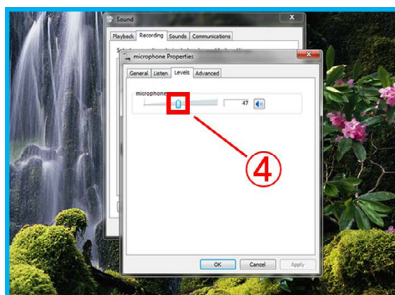 Sound
Playback Recording Sounds Communications
microphone Properties
General Listen Levels Advanced
microphone
47
④
OK Cancel Apply